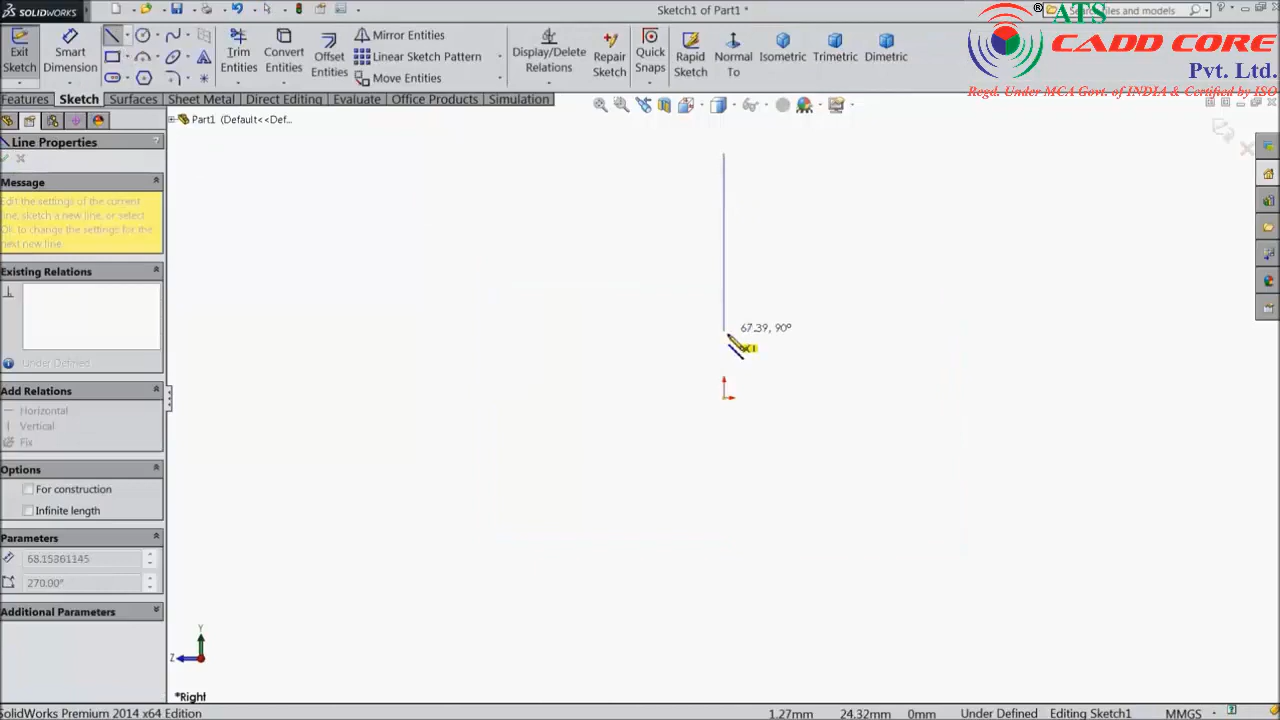 SOLIDWORKS
Sketch1 of Part1 *
Search files and models
®
ATS
CADD CORE
Pvt. Ltd.
Regd. Under MCA Govt. of INDIA & Certified by ISO
Exit
Sketch
Smart
Dimension
Trim
Entities
Convert
Entities
Offset
Entities
Mirror Entities
Linear Sketch Pattern
Move Entities
Display/Delete
Relations
Repair
Sketch
Quick
Snaps
Rapid
Sketch
Normal
To
Isometric
Trimetric
Dimetric
Features
Sketch
Surfaces
Sheet Metal
Direct Editing
Evaluate
Office Products
Simulation
Part1 (Default<<Def...
Line Properties
?
Message
Edit the settings of the current
line, sketch a new line, or select
Ok to change the settings for the
next new line.
Existing Relations
Under Defined
Add Relations
Horizontal
Vertical
Fix
Options
For construction
Infinite length
Parameters
68.15361145
270.00°
Additional Parameters
67.39, 90°
Y
Z
*Right
SolidWorks Premium 2014 x64 Edition
1.27mm
24.32mm
0mm
Under Defined
Editing Sketch1
MMGS